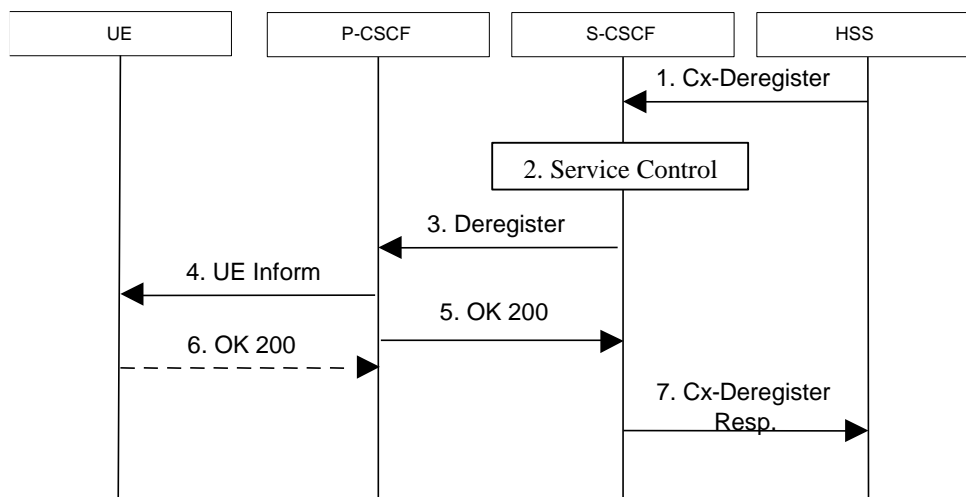 UE
P-CSCF
S-CSCF
HSS
1. Cx-Deregister
2. Service Control
3. Deregister
4. UE Inform
5. OK 200
6. OK 200
7. Cx-Deregister
Resp.